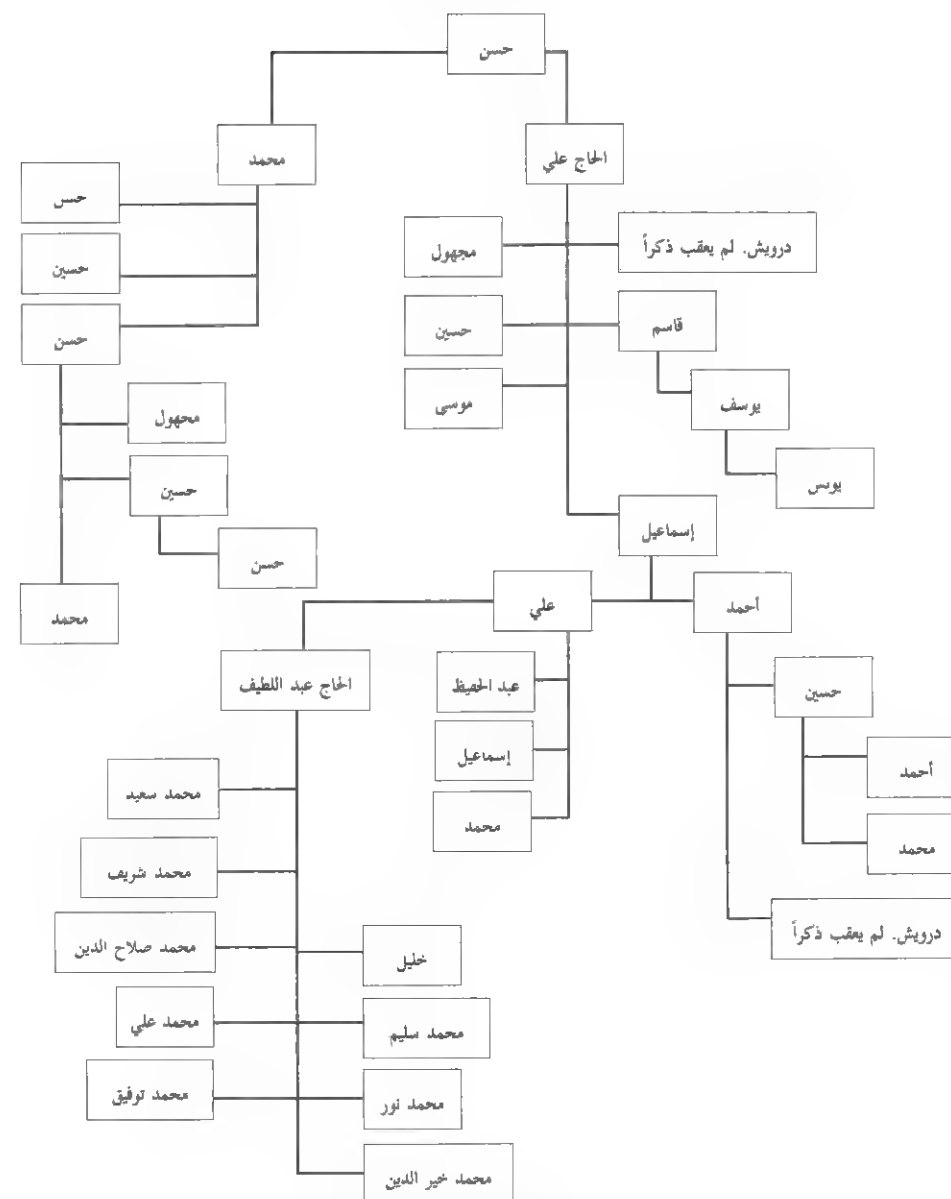 حسن
محمد
الحاج علي
حسن
حسين
حسن
مجهول
درويش. لم يعقب ذكراً
حسين
قاسم
موسى
يوسف
يونس
مجهول
حسين
حسن
محمد
إسماعيل
علي
أحمد
الحاج عبد اللطيف
عبد الحفيظ
إسماعيل
محمد
حسين
أحمد
محمد
درويش. لم يعقب ذكراً
محمد سعيد
محمد شريف
محمد صلاح الدين
خليل
محمد علي
محمد سليم
محمد توفيق
محمد نور
محمد خير الدين